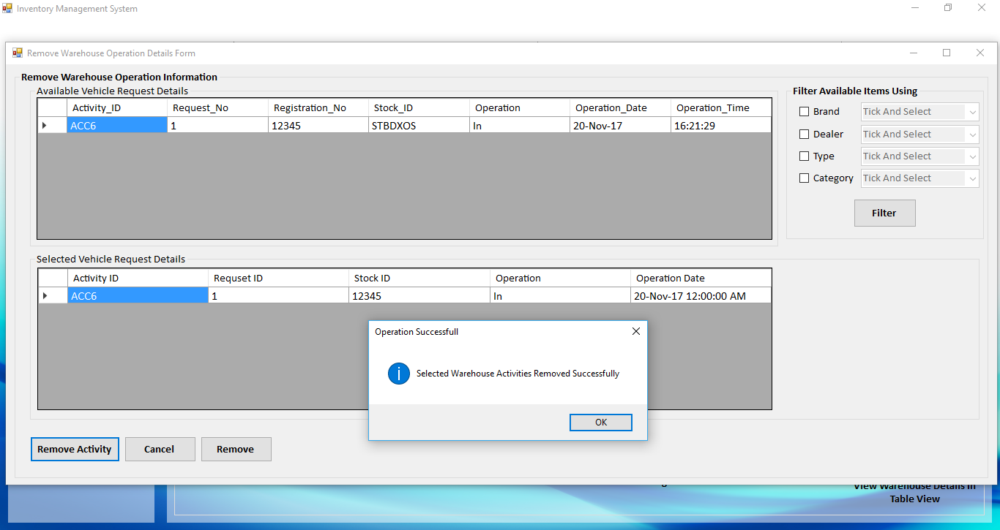 Inventory Management System
Remove Warehouse Operation Details Form
Remove Warehouse Operation Information
Available Vehicle Request Details
Activity_ID Request_No Registration_No Stock_ID Operation Operation_Date Operation_Time
ACC6 1 12345 STBDXOS In 20-Nov-17 16:21:29
Filter Available Items Using
Brand Tick And Select
Dealer Tick And Select
Type Tick And Select
Category Tick And Select
Filter
Selected Vehicle Request Details
Activity ID Requset ID Stock ID Operation Operation Date
ACC6 1 12345 In 20-Nov-17 12:00:00 AM
Operation Successfull
Selected Warehouse Activities Removed Successfully
OK
Remove Activity Cancel Remove
View Warehouse Details In
Table View